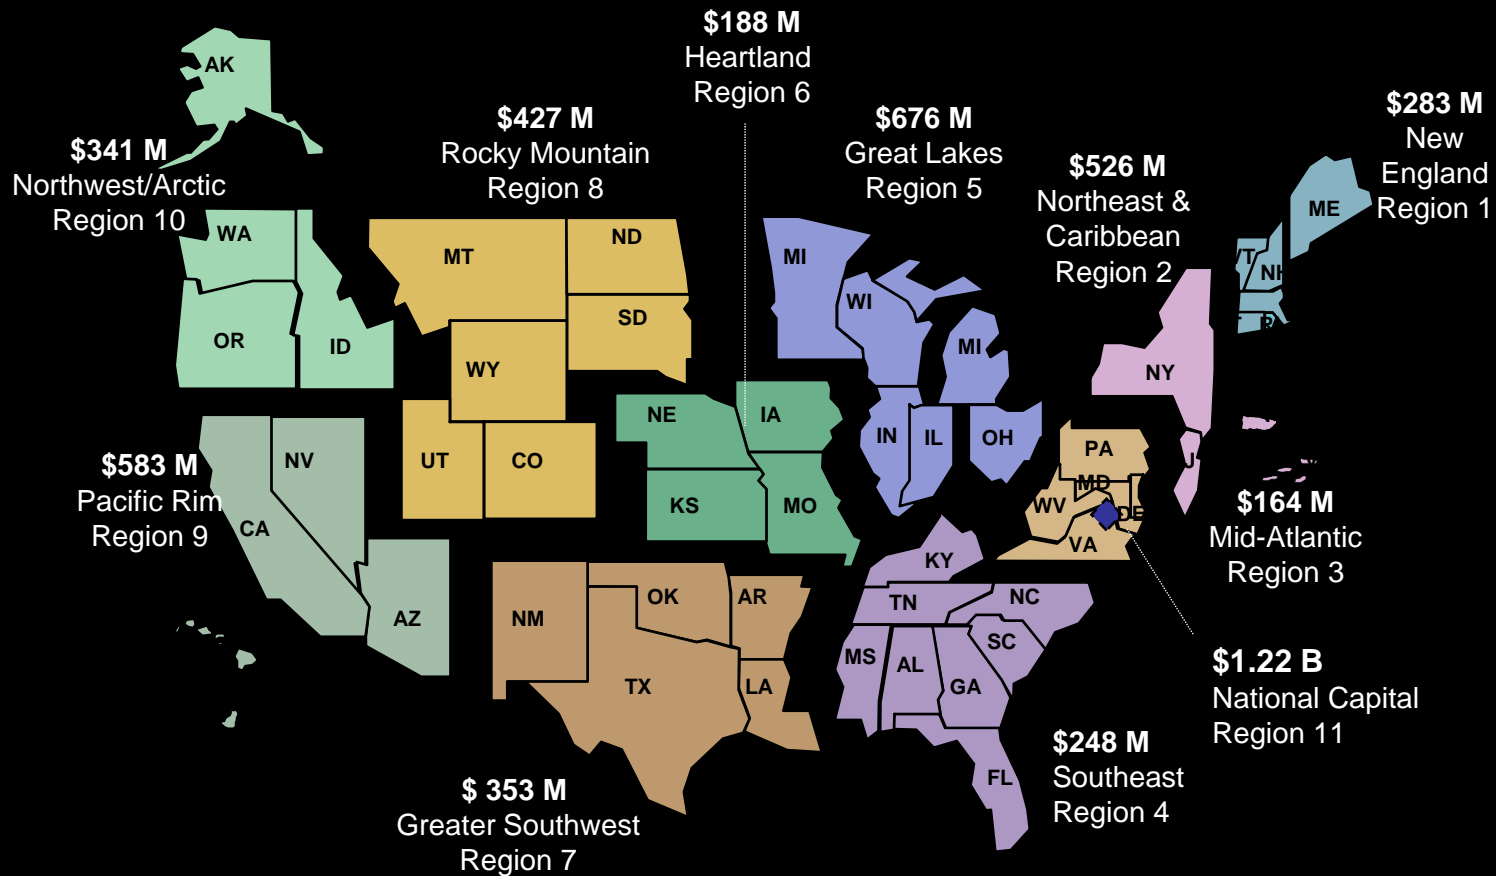 $188 M
Heartland
Region 6
AK
$341 M
Northwest/Arctic
Region 10
$427 M
Rocky Mountain
Region 8
$676 M
Great Lakes
Region 5
$526 M
Northeast &
Caribbean
Region 2
$283 M
New
England
Region 1
WA
OR
ID
MT
ND
SD
WY
UT
CO
MI
WI
MI
IN
IL
OH
ME
NY
NE
IA
KS
MO
$583 M
Pacific Rim
Region 9
NV
CA
AZ
PA
MD
WV
DE
VA
$164 M
Mid-Atlantic
Region 3
NM
OK
AR
TX
LA
KY
TN
NC
SC
MS
AL
GA
FL
$1.22 B
National Capital
Region 11
$248 M
Southeast
Region 4
$ 353 M
Greater Southwest
Region 7